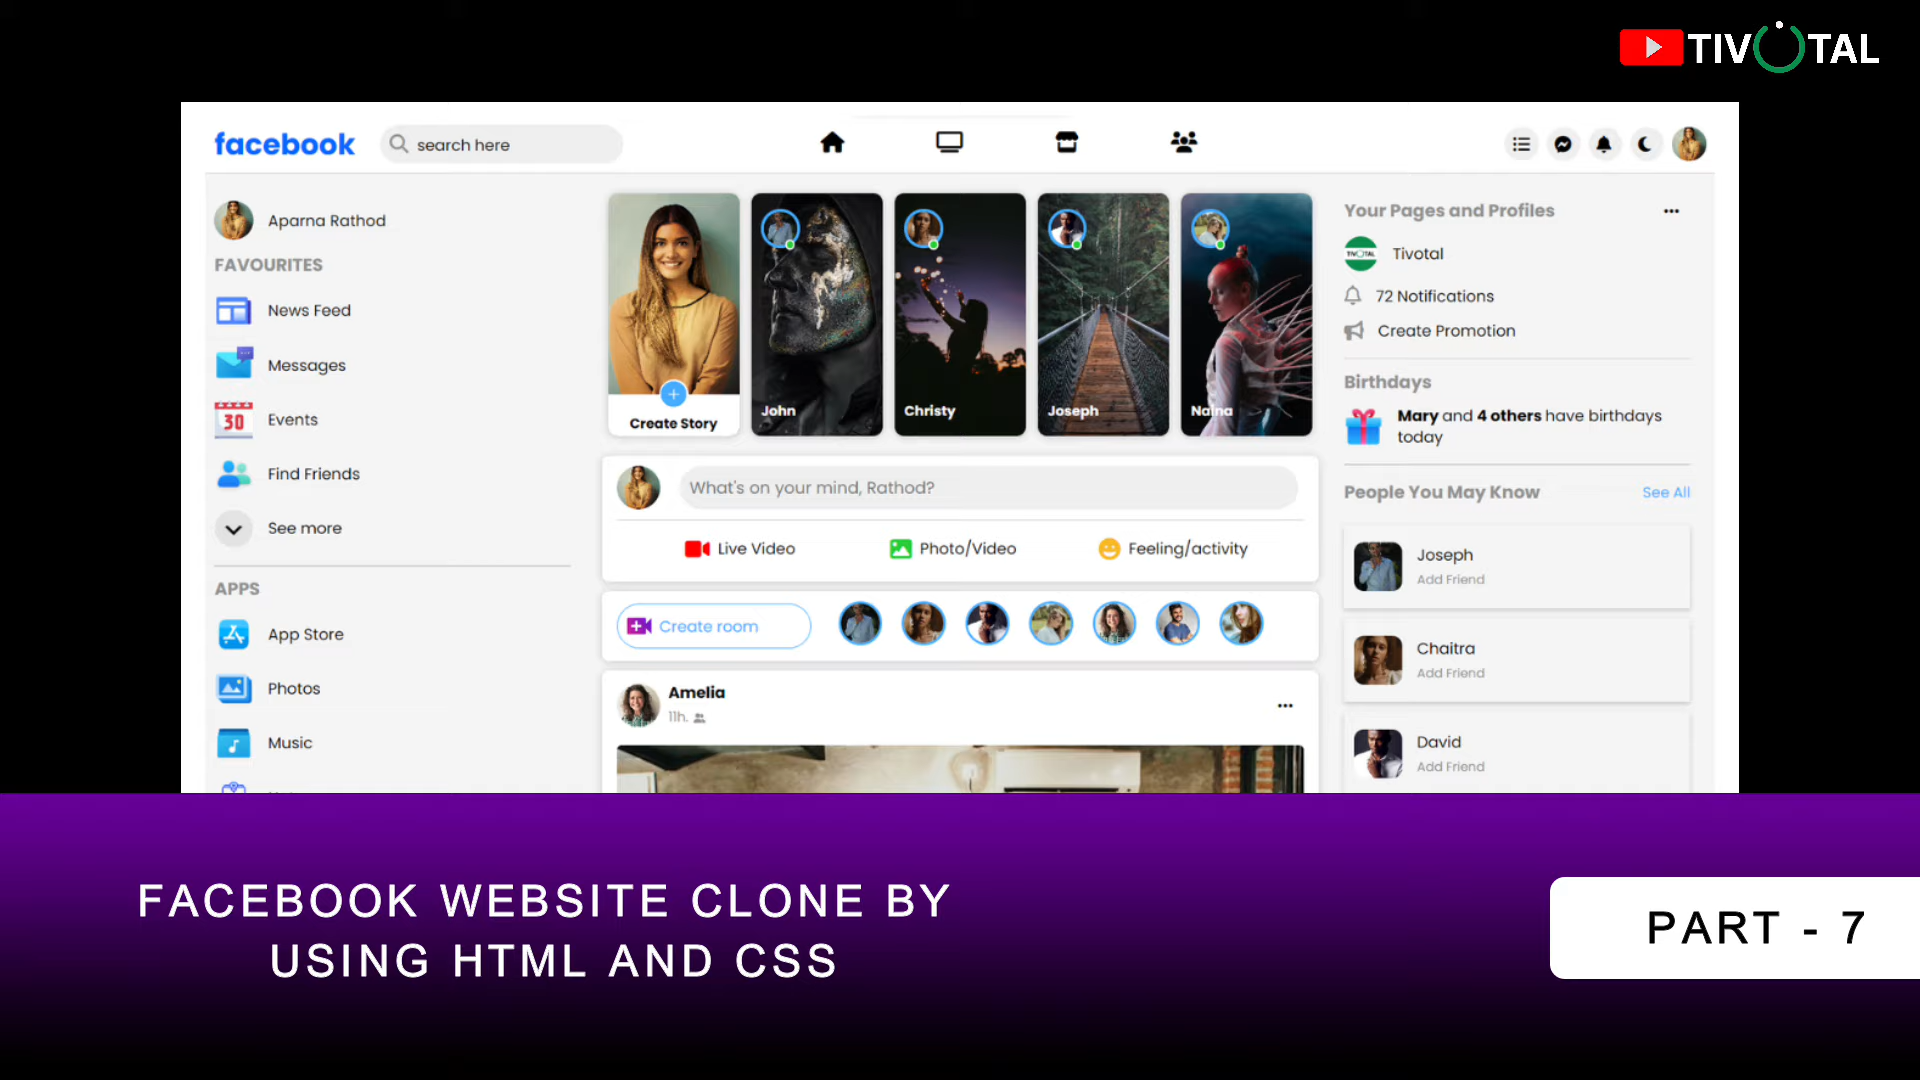 TIVOTAL
facebook
search here
Aparna Rathod
FAVOURITES
News Feed
Messages
30
Events
Find Friends
See more
APPS
App Store
Photos
Music
Create Story
John
Christy
Joseph
Naina
What's on your mind, Rathod?
Live Video
Photo/Video
Feeling/activity
Create room
Amelia
11h.
Your Pages and Profiles
TIVOTAL
Tivotal
72 Notifications
Create Promotion
Birthdays
Mary and 4 others have birthdays
today
People You May Know
See All
Joseph
Add Friend
Chaitra
Add Friend
David
Add Friend
FACEBOOK WEBSITE CLONE BY
USING HTML AND CSS
PART - 7